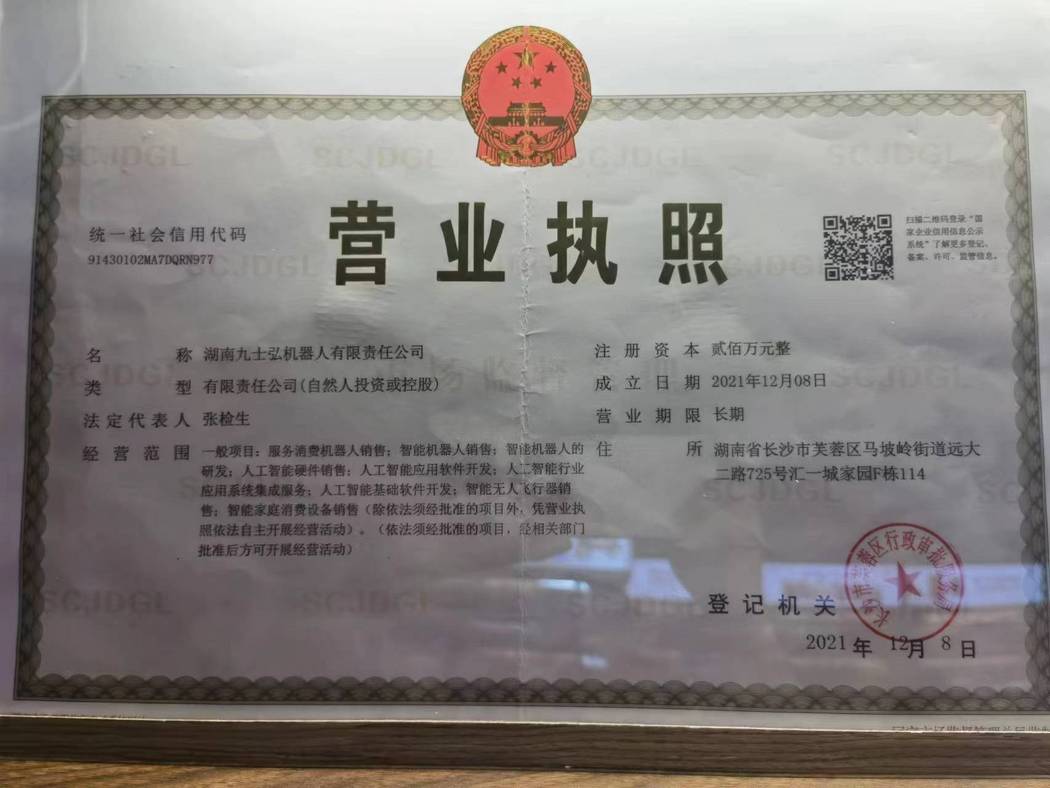 营业执照
统一社会信用代码
91430102MA7DQRN977
扫描二维码登录“国
家企业信用信息公示
系统”了解更多登记、
备案、许可、监管信息。
名称 湖南九士弘机器人有限责任公司
类型 有限责任公司(自然人投资或控股)
法定代表人 张检生
经营范围 一般项目：服务消费机器人销售；智能机器人销售；智能机器人的
研发；人工智能硬件销售；人工智能应用软件开发；人工智能行业
应用系统集成服务；人工智能基础软件开发；智能无人飞行器销
售；智能家庭消费设备销售（除依法须经批准的项目外，凭营业执
照依法自主开展经营活动）。（依法须经批准的项目，经相关部门
批准后方可开展经营活动）
注册资本 贰佰万元整
成立日期 2021年12月08日
营业期限 长期
住所 湖南省长沙市芙蓉区马坡岭街道远大
二路725号汇一城家园F栋114
登记机关
2021年12月8日
SCJDGL